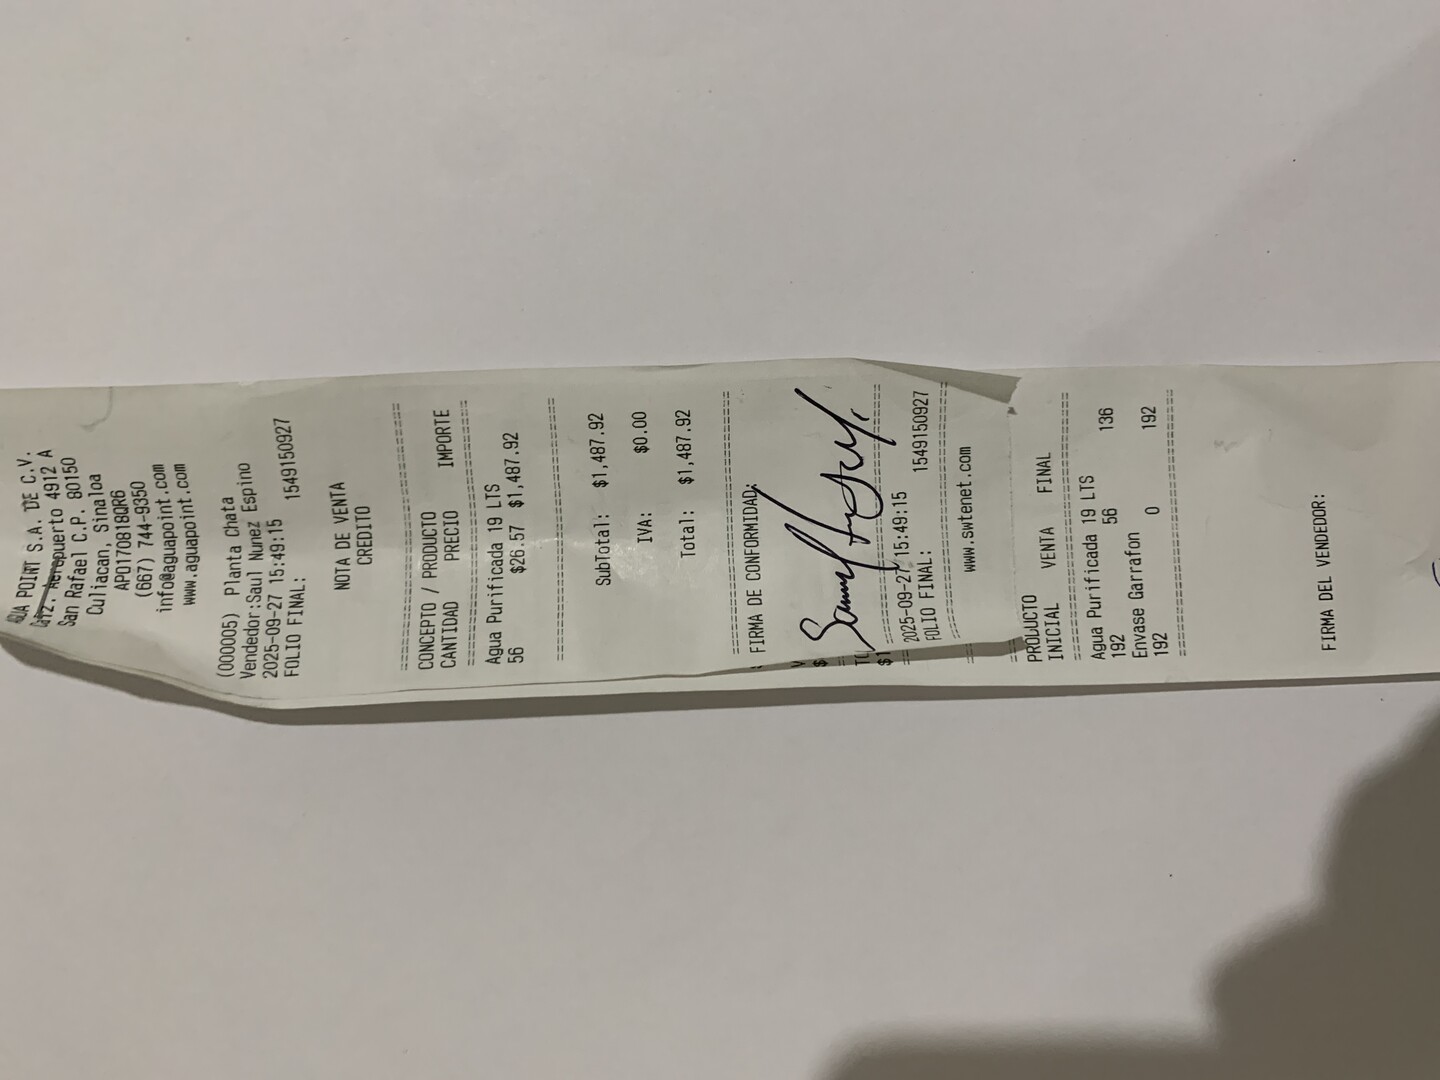 AGUA POINT S.A. DE C.V.
Calz. Aeropuerto 4912 A
San Rafael C.P. 80150
Culiacan, Sinaloa
APO170818QR6
(667) 744-9350
info@aguapoint.com
www.aguapoint.com
(000005) Planta Chata
Vendedor:Saul Nunez Espino
2025-09-27 15:49:15
FOLIO FINAL: 1549150927
NOTA DE VENTA
CREDITO
CONCEPTO / PRODUCTO
CANTIDAD PRECIO IMPORTE
Agua Purificada 19 LTS
56 $26.57 $1,487.92
SubTotal: $1,487.92
IVA: $0.00
Total: $1,487.92
FIRMA DE CONFORMIDAD:
2025-09-27 15:49:15
FOLIO FINAL: 1549150927
www.swtenet.com
PRODUCTO
INICIAL VENTA FINAL
Agua Purificada 19 LTS
192 56 136
Envase Garrafon
192 0 192
FIRMA DEL VENDEDOR: